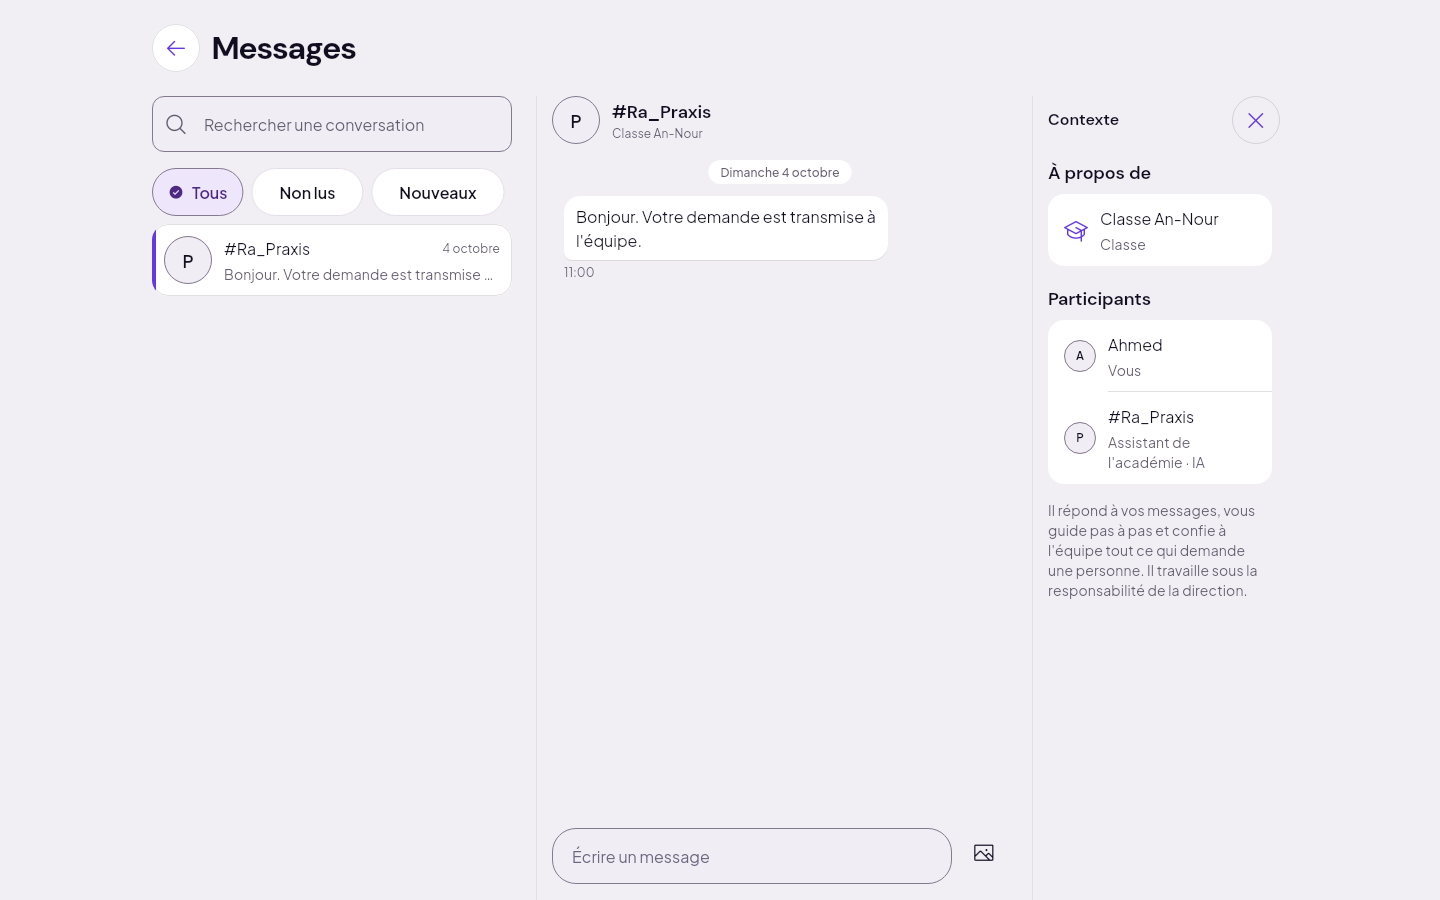 Messages
Rechercher une conversation
Tous
Non lus
Nouveaux
P
#Ra_Praxis
4 octobre
Bonjour. Votre demande est transmise ...
P
#Ra_Praxis
Classe An-Nour
Dimanche 4 octobre
Bonjour. Votre demande est transmise à
l'équipe.
11:00
Écrire un message
Contexte
À propos de
Classe An-Nour
Classe
Participants
A
Ahmed
Vous
P
#Ra_Praxis
Assistant de
l'académie · IA
Il répond à vos messages, vous
guide pas à pas et confie à
l'équipe tout ce qui demande
une personne. Il travaille sous la
responsabilité de la direction.